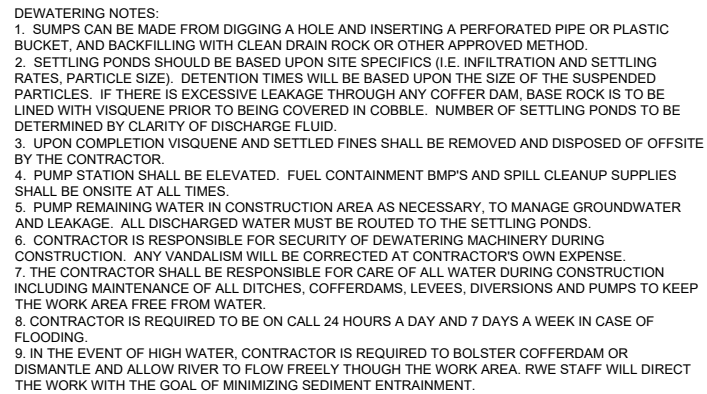 DEWATERING NOTES:
1.  SUMPS CAN BE MADE FROM DIGGING A HOLE AND INSERTING A PERFORATED PIPE OR PLASTIC
BUCKET, AND BACKFILLING WITH CLEAN DRAIN ROCK OR OTHER APPROVED METHOD.
2.  SETTLING PONDS SHOULD BE BASED UPON SITE SPECIFICS (I.E. INFILTRATION AND SETTLING
RATES, PARTICLE SIZE).  DETENTION TIMES WILL BE BASED UPON THE SIZE OF THE SUSPENDED
PARTICLES.  IF THERE IS EXCESSIVE LEAKAGE THROUGH ANY COFFER DAM, BASE ROCK IS TO BE
LINED WITH VISQUENE PRIOR TO BEING COVERED IN COBBLE.  NUMBER OF SETTLING PONDS TO BE
DETERMINED BY CLARITY OF DISCHARGE FLUID.
3.  UPON COMPLETION VISQUENE AND SETTLED FINES SHALL BE REMOVED AND DISPOSED OF OFFSITE
BY THE CONTRACTOR.
4.  PUMP STATION SHALL BE ELEVATED.  FUEL CONTAINMENT BMP'S AND SPILL CLEANUP SUPPLIES
SHALL BE ONSITE AT ALL TIMES.
5.  PUMP REMAINING WATER IN CONSTRUCTION AREA AS NECESSARY, TO MANAGE GROUNDWATER
AND LEAKAGE.  ALL DISCHARGED WATER MUST BE ROUTED TO THE SETTLING PONDS.
6.  CONTRACTOR IS RESPONSIBLE FOR SECURITY OF DEWATERING MACHINERY DURING
CONSTRUCTION.  ANY VANDALISM WILL BE CORRECTED AT CONTRACTOR'S OWN EXPENSE.
7. THE CONTRACTOR SHALL BE RESPONSIBLE FOR CARE OF ALL WATER DURING CONSTRUCTION
INCLUDING MAINTENANCE OF ALL DITCHES, COFFERDAMS, LEVEES, DIVERSIONS AND PUMPS TO KEEP
THE WORK AREA FREE FROM WATER.
8. CONTRACTOR IS REQUIRED TO BE ON CALL 24 HOURS A DAY AND 7 DAYS A WEEK IN CASE OF
FLOODING.
9. IN THE EVENT OF HIGH WATER, CONTRACTOR IS REQUIRED TO BOLSTER COFFERDAM OR
DISMANTLE AND ALLOW RIVER TO FLOW FREELY THOUGH THE WORK AREA. RWE STAFF WILL DIRECT
THE WORK WITH THE GOAL OF MINIMIZING SEDIMENT ENTRAINMENT.